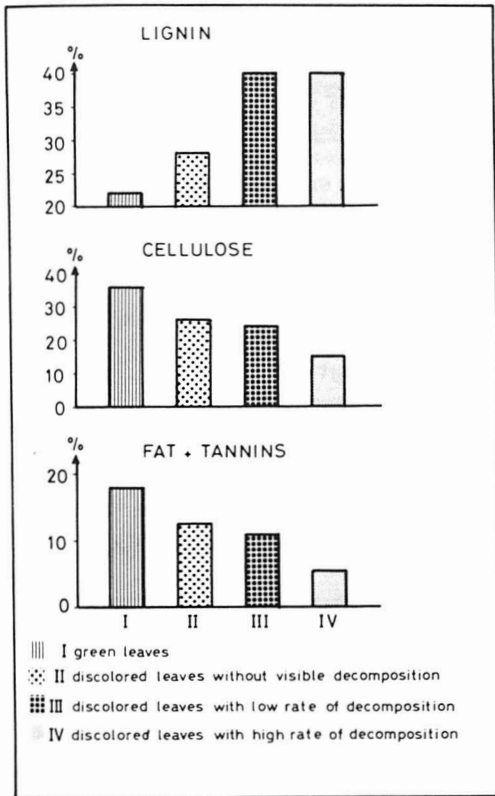 LIGNIN
%
40
35
30
25
20
CELLULOSE
%
40
30
20
10
0
FAT + TANNINS
%
20
10
0
I II III IV
I green leaves
II discolored leaves without visible decomposition
III discolored leaves with low rate of decomposition
IV discolored leaves with high rate of decomposition